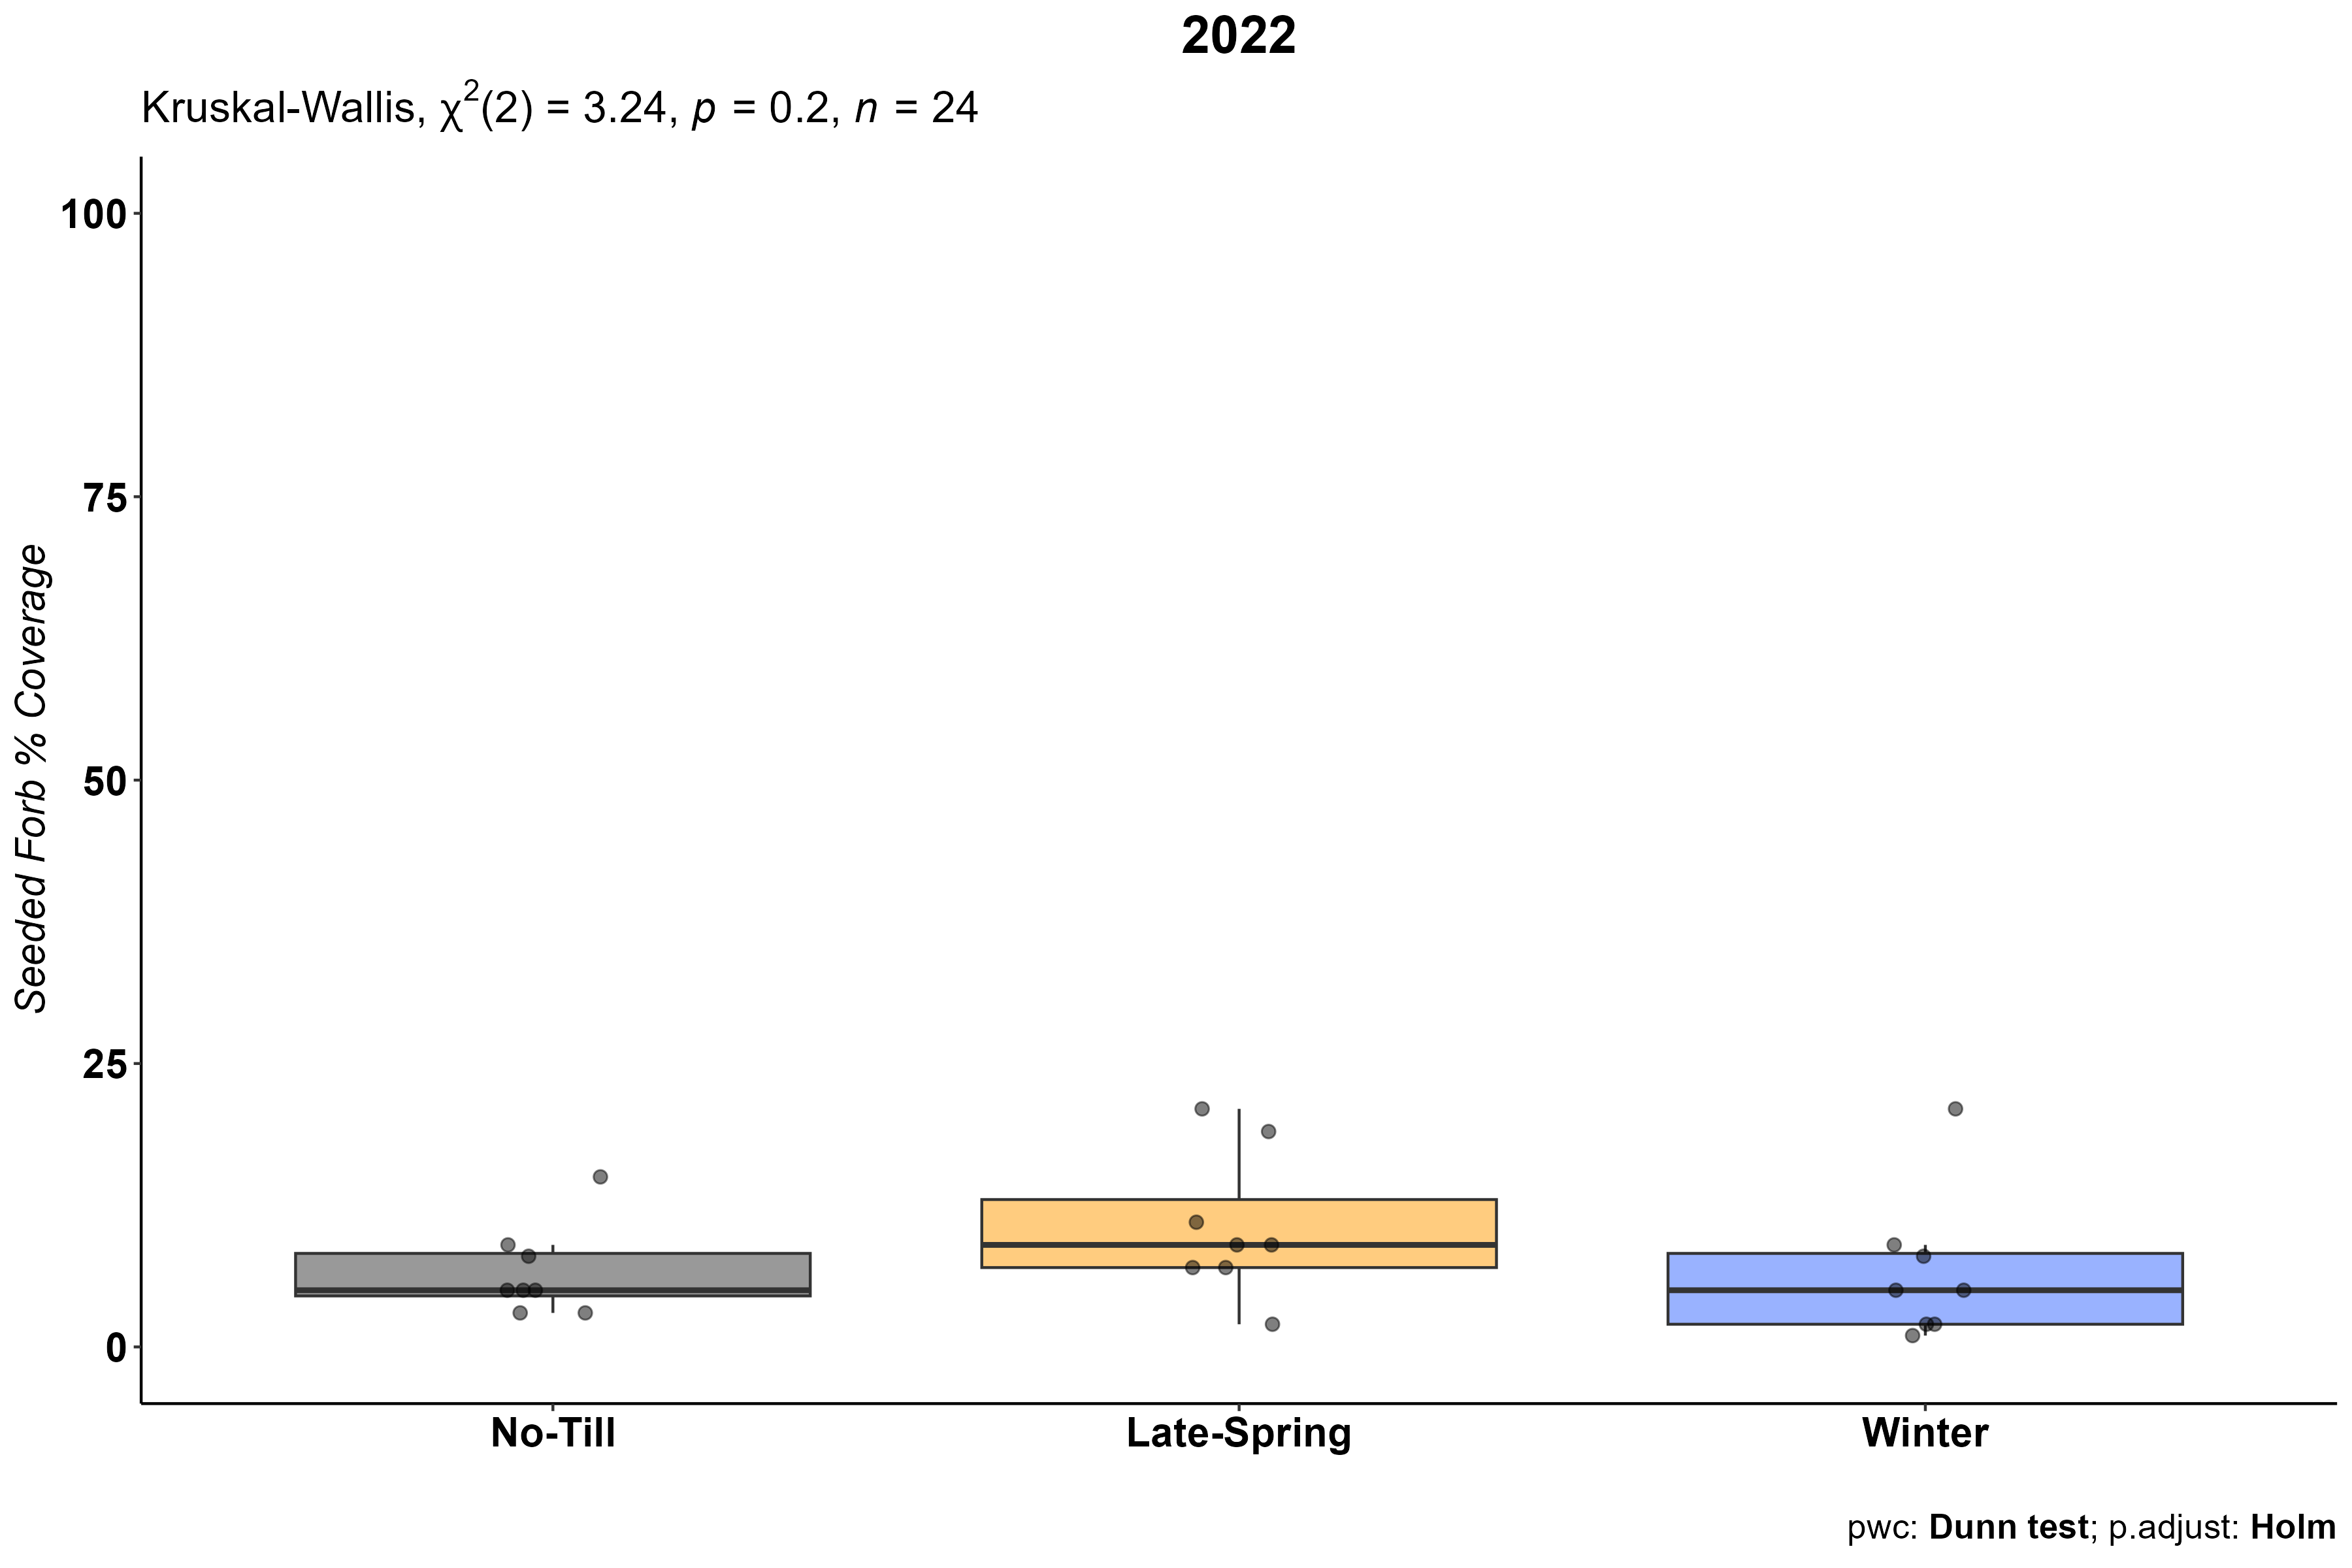 2022
Kruskal-Wallis, χ²(2) = 3.24, p = 0.2, n = 24
Seeded Forb % Coverage
100
75
50
25
0
No-Till
Late-Spring
Winter
pwc: Dunn test; p.adjust: Holm